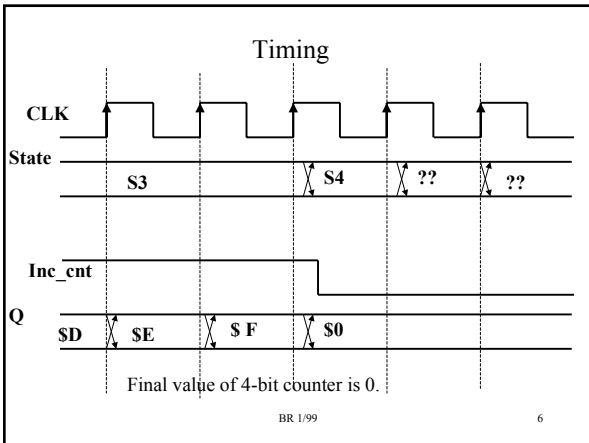 Timing
CLK
State
S3 S4 ?? ??
Inc_cnt
Q
$D $E $ F $0
Final value of 4-bit counter is 0.
BR 1/99 6